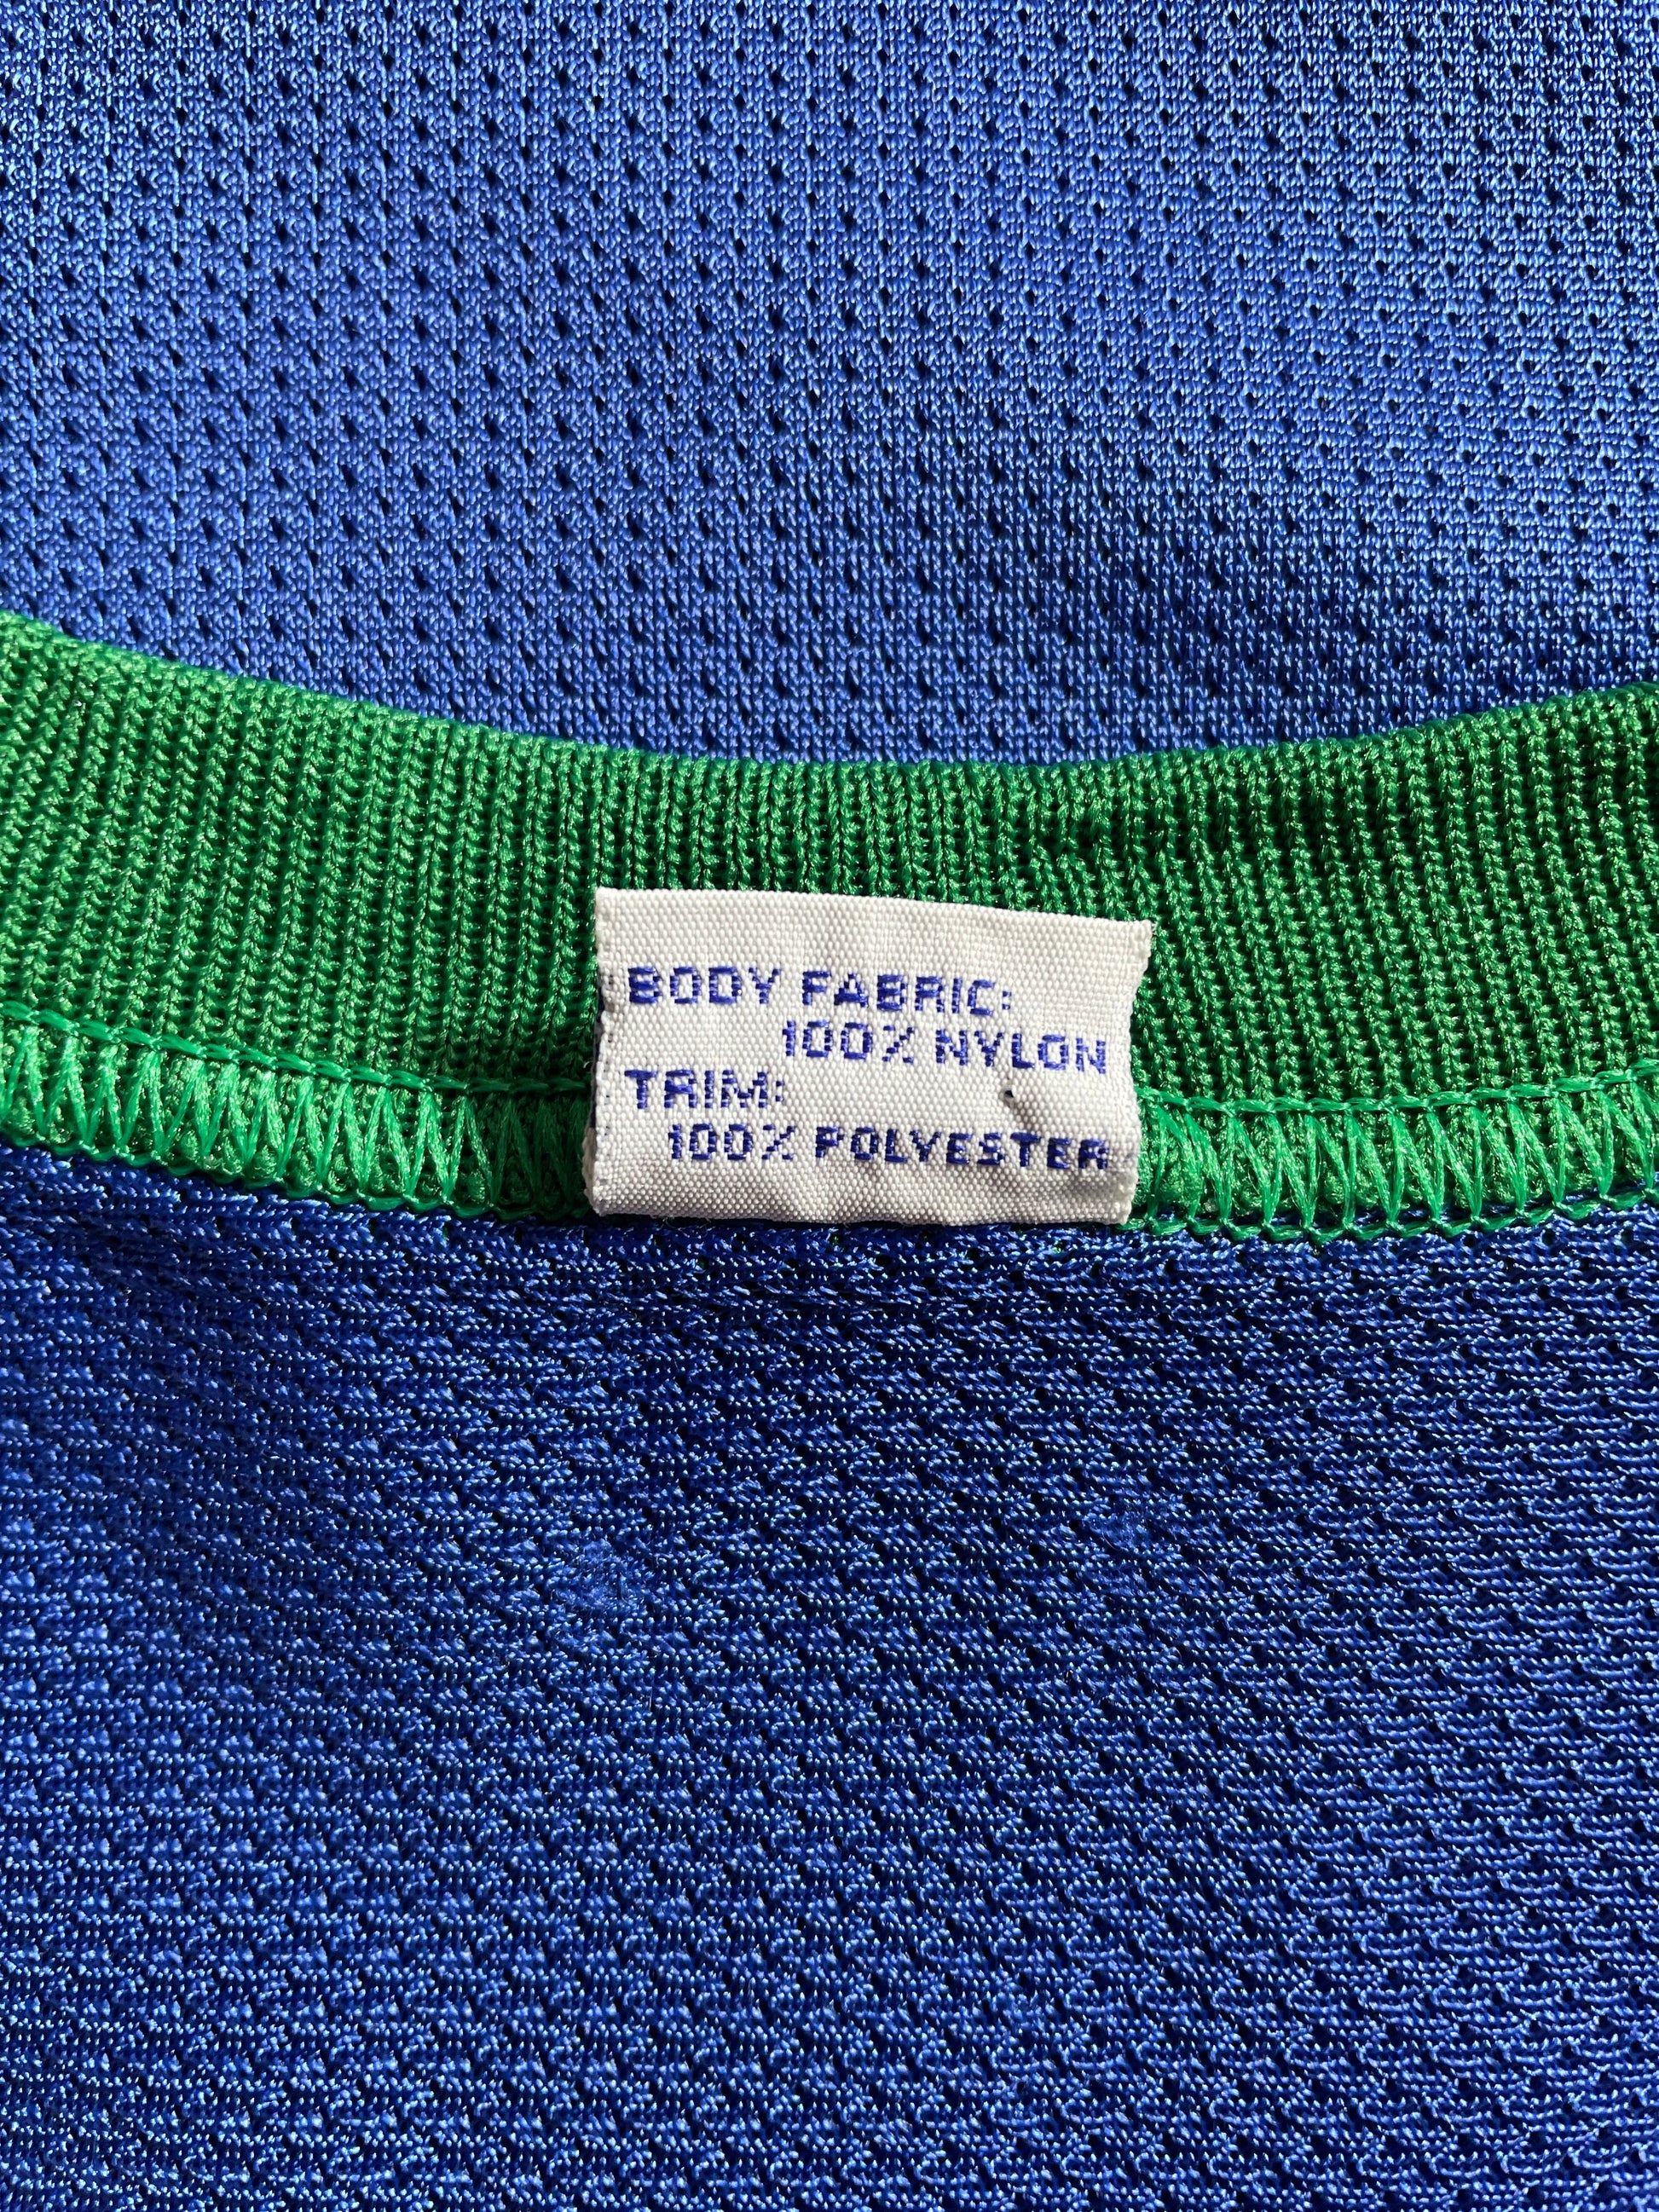 BODY FABRIC:
100% NYLON
TRIM:
100% POLYESTER